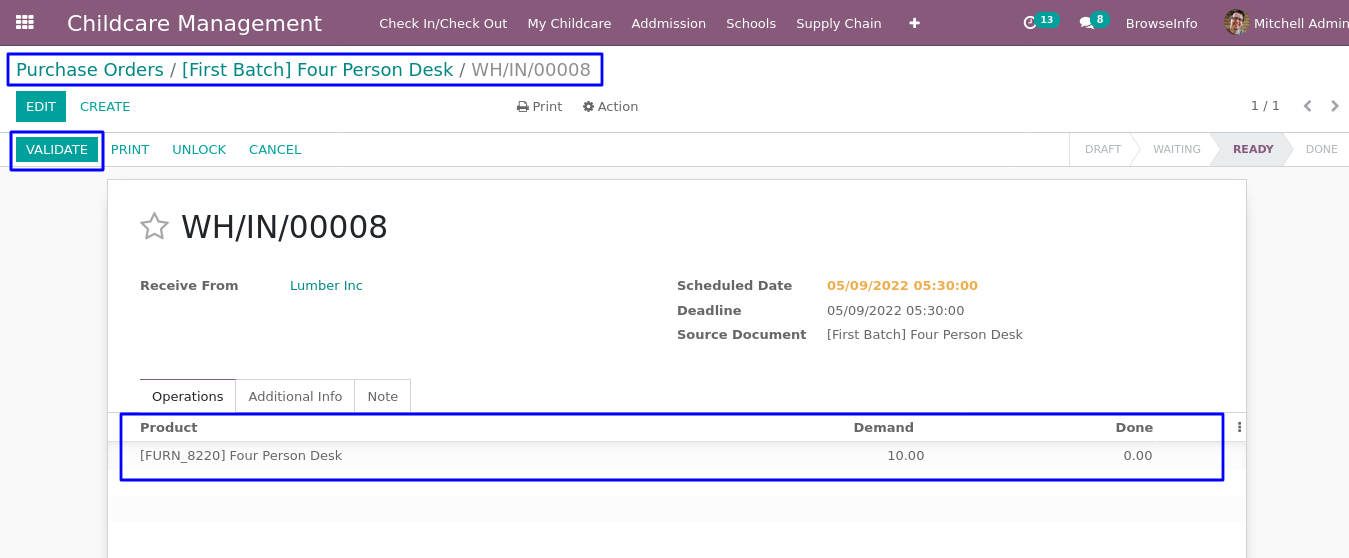 Childcare Management Check In/Check Out My Childcare Admission Schools Supply Chain + 13 8 BrowseInfo Mitchell Admin
Purchase Orders / [First Batch] Four Person Desk / WH/IN/00008
EDIT CREATE Print Action 1 / 1
VALIDATE PRINT UNLOCK CANCEL DRAFT WAITING READY DONE
WH/IN/00008
Receive From Lumber Inc Scheduled Date 05/09/2022 05:30:00
Deadline 05/09/2022 05:30:00
Source Document [First Batch] Four Person Desk
Operations Additional Info Note
Product Demand Done
[FURN_8220] Four Person Desk 10.00 0.00